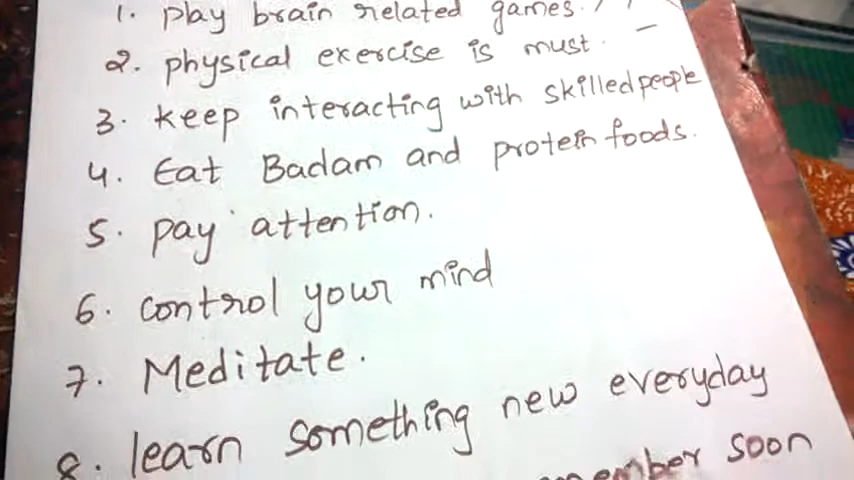 1. play brain related games.
2. physical exercise is must.
3. keep interacting with skilled people
4. Eat Badam and protein foods.
5. pay attention.
6. control your mind
7. Meditate.
8. learn something new everyday
soon